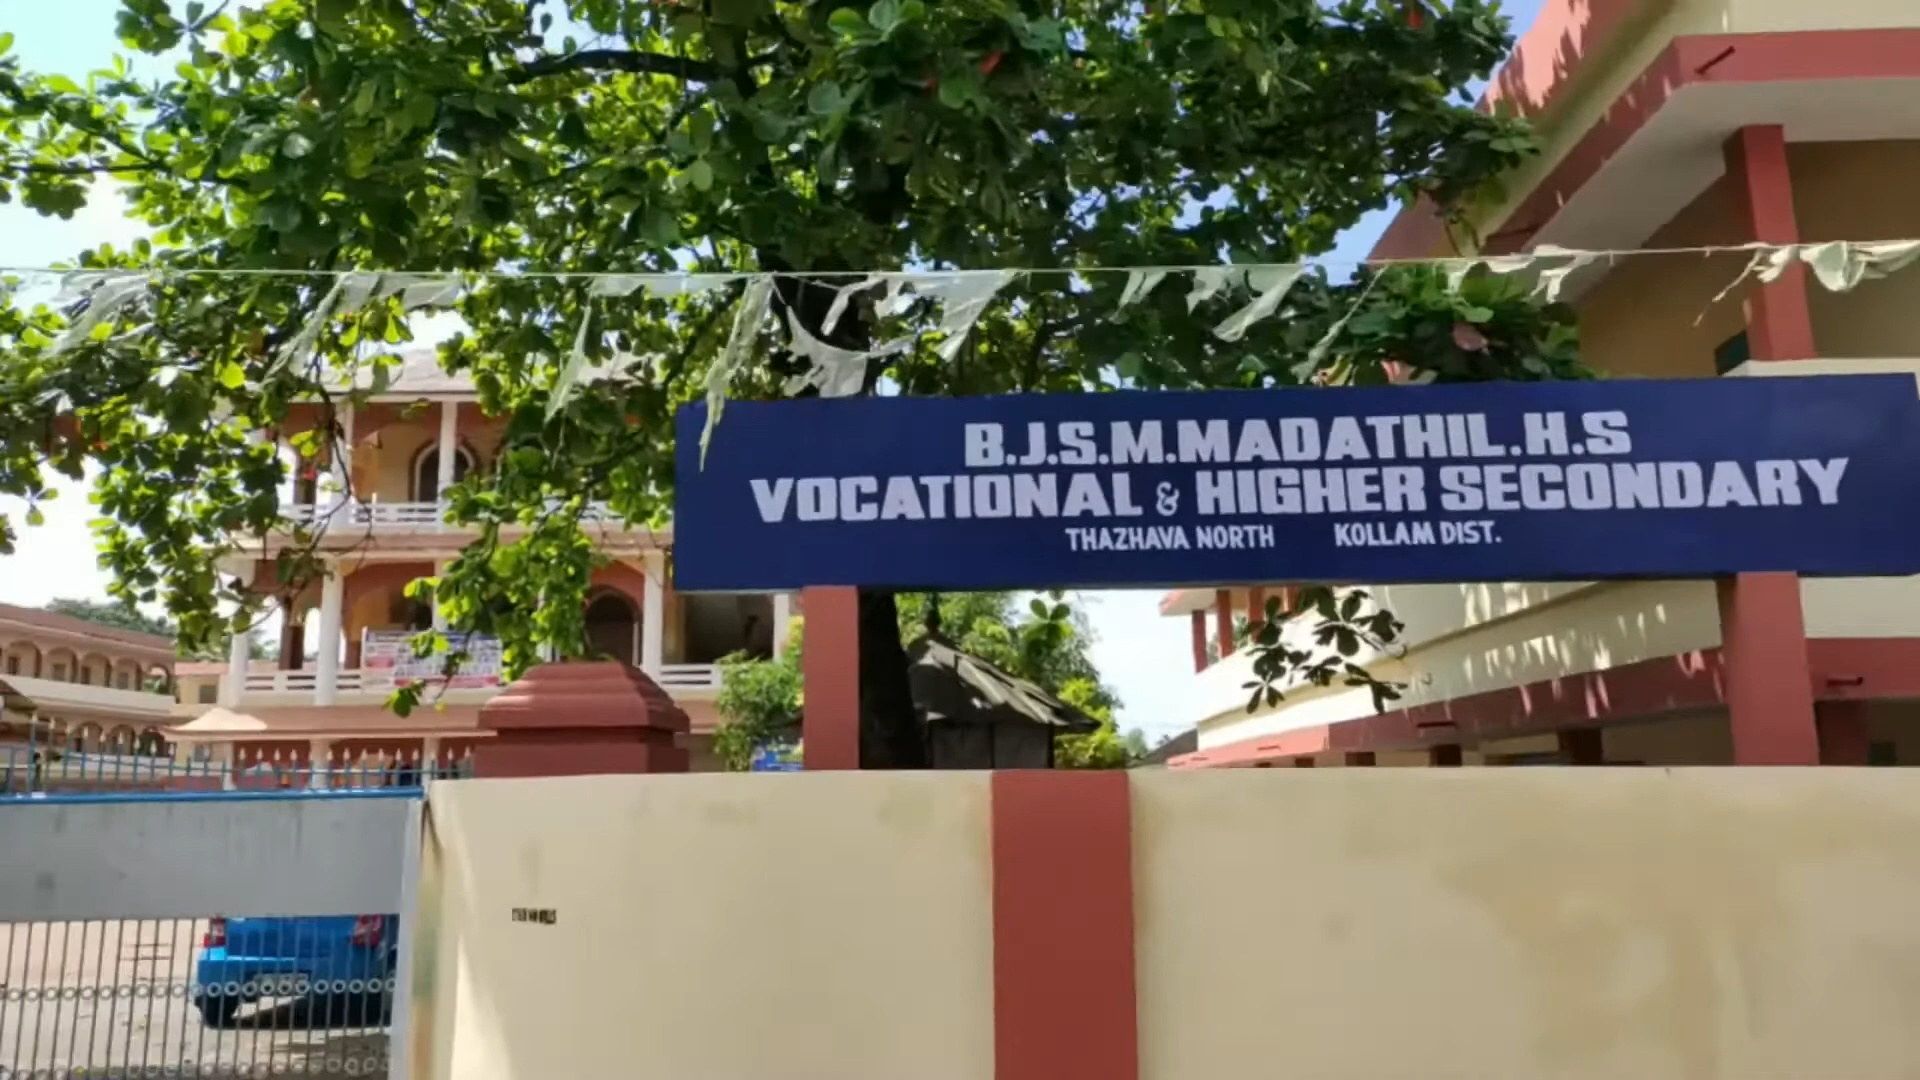 B.J.S.M.MADATHIL.H.S
VOCATIONAL & HIGHER SECONDARY
THAZHAVA NORTH KOLLAM DIST.